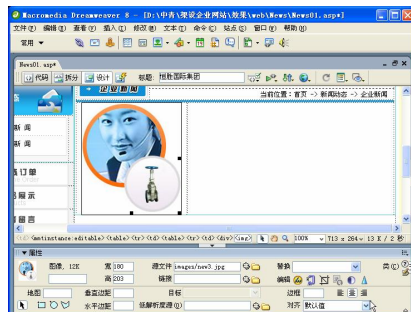 Macromedia Dreamweaver 8 - [D:\中青\架设企业网站\效果\web\News\News01.asp*]
文件(F) 编辑(E) 查看(V) 插入(I) 修改(M) 文本(T) 命令(C) 站点(S) 窗口(W) 帮助(H)
常用
News01.asp*
代码 拆分 设计 标题: 恒胜国际集团
企业新闻
当前位置：首页 -> 新闻动态 -> 企业新闻
新闻
新闻
订单
展示
留言
<mminstance:editable> <table> <tr> <td> <table> <tr> <td> <div> <img> 100% 713 x 264 13 K / 2 秒
属性
图像, 12K 宽 180 源文件 images/new3.jpg 替换 类(C)
高 203 链接 编辑
地图 垂直边距 目标 边框
水平边距 低解析度源(O) 对齐 默认值